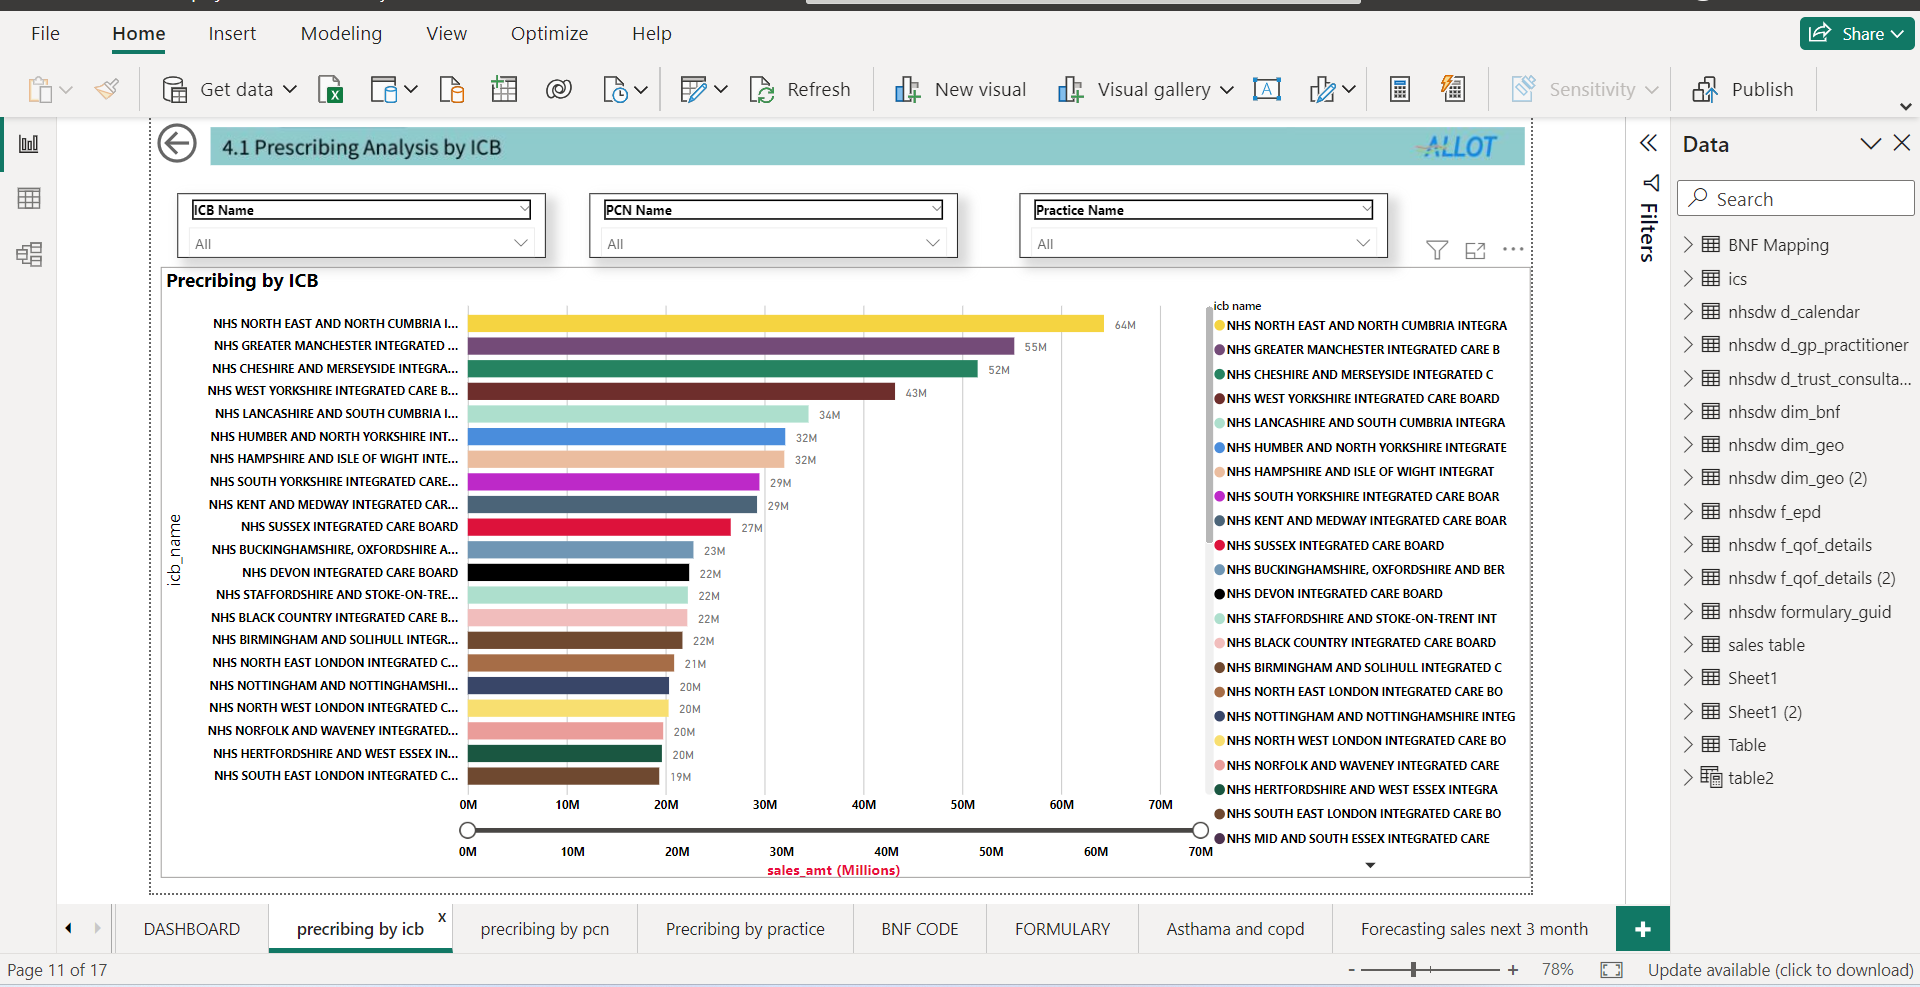 File Home Insert Modeling View Optimize Help Share
Get data Refresh New visual Visual gallery A Sensitivity Publish
4.1 Prescribing Analysis by ICB ALLOT
ICB Name PCN Name Practice Name
All All All
Precribing by ICB
icb_name
NHS NORTH EAST AND NORTH CUMBRIA I... 64M
NHS GREATER MANCHESTER INTEGRATED ... 55M
NHS CHESHIRE AND MERSEYSIDE INTEGRA... 52M
NHS WEST YORKSHIRE INTEGRATED CARE B... 43M
NHS LANCASHIRE AND SOUTH CUMBRIA I... 34M
NHS HUMBER AND NORTH YORKSHIRE INT... 32M
NHS HAMPSHIRE AND ISLE OF WIGHT INTE... 32M
NHS SOUTH YORKSHIRE INTEGRATED CARE... 29M
NHS KENT AND MEDWAY INTEGRATED CAR... 29M
NHS SUSSEX INTEGRATED CARE BOARD 27M
NHS BUCKINGHAMSHIRE, OXFORDSHIRE A... 23M
NHS DEVON INTEGRATED CARE BOARD 22M
NHS STAFFORDSHIRE AND STOKE-ON-TRE... 22M
NHS BLACK COUNTRY INTEGRATED CARE B... 22M
NHS BIRMINGHAM AND SOLIHULL INTEGR... 22M
NHS NORTH EAST LONDON INTEGRATED C... 21M
NHS NOTTINGHAM AND NOTTINGHAMSHI... 20M
NHS NORTH WEST LONDON INTEGRATED C... 20M
NHS NORFOLK AND WAVENEY INTEGRATED... 20M
NHS HERTFORDSHIRE AND WEST ESSEX IN... 20M
NHS SOUTH EAST LONDON INTEGRATED C... 19M
0M 10M 20M 30M 40M 50M 60M 70M
0M 10M 20M 30M 40M 50M 60M 70M
sales_amt (Millions)
icb name
NHS NORTH EAST AND NORTH CUMBRIA INTEGRA
NHS GREATER MANCHESTER INTEGRATED CARE B
NHS CHESHIRE AND MERSEYSIDE INTEGRATED C
NHS WEST YORKSHIRE INTEGRATED CARE BOARD
NHS LANCASHIRE AND SOUTH CUMBRIA INTEGRA
NHS HUMBER AND NORTH YORKSHIRE INTEGRATE
NHS HAMPSHIRE AND ISLE OF WIGHT INTEGRAT
NHS SOUTH YORKSHIRE INTEGRATED CARE BOAR
NHS KENT AND MEDWAY INTEGRATED CARE BOAR
NHS SUSSEX INTEGRATED CARE BOARD
NHS BUCKINGHAMSHIRE, OXFORDSHIRE AND BER
NHS DEVON INTEGRATED CARE BOARD
NHS STAFFORDSHIRE AND STOKE-ON-TRENT INT
NHS BLACK COUNTRY INTEGRATED CARE BOARD
NHS BIRMINGHAM AND SOLIHULL INTEGRATED C
NHS NORTH EAST LONDON INTEGRATED CARE BO
NHS NOTTINGHAM AND NOTTINGHAMSHIRE INTEG
NHS NORTH WEST LONDON INTEGRATED CARE BO
NHS NORFOLK AND WAVENEY INTEGRATED CARE
NHS HERTFORDSHIRE AND WEST ESSEX INTEGRA
NHS SOUTH EAST LONDON INTEGRATED CARE BO
NHS MID AND SOUTH ESSEX INTEGRATED CARE
Filters
Data
Search
BNF Mapping
ics
nhsdw d_calendar
nhsdw d_gp_practitioner
nhsdw d_trust_consulta...
nhsdw dim_bnf
nhsdw dim_geo
nhsdw dim_geo (2)
nhsdw f_epd
nhsdw f_qof_details
nhsdw f_qof_details (2)
nhsdw formulary_guid
sales table
Sheet1
Sheet1 (2)
Table
table2
DASHBOARD precribing by icb x precribing by pcn Precribing by practice BNF CODE FORMULARY Asthama and copd Forecasting sales next 3 month +
Page 11 of 17 - + 78% Update available (click to download)